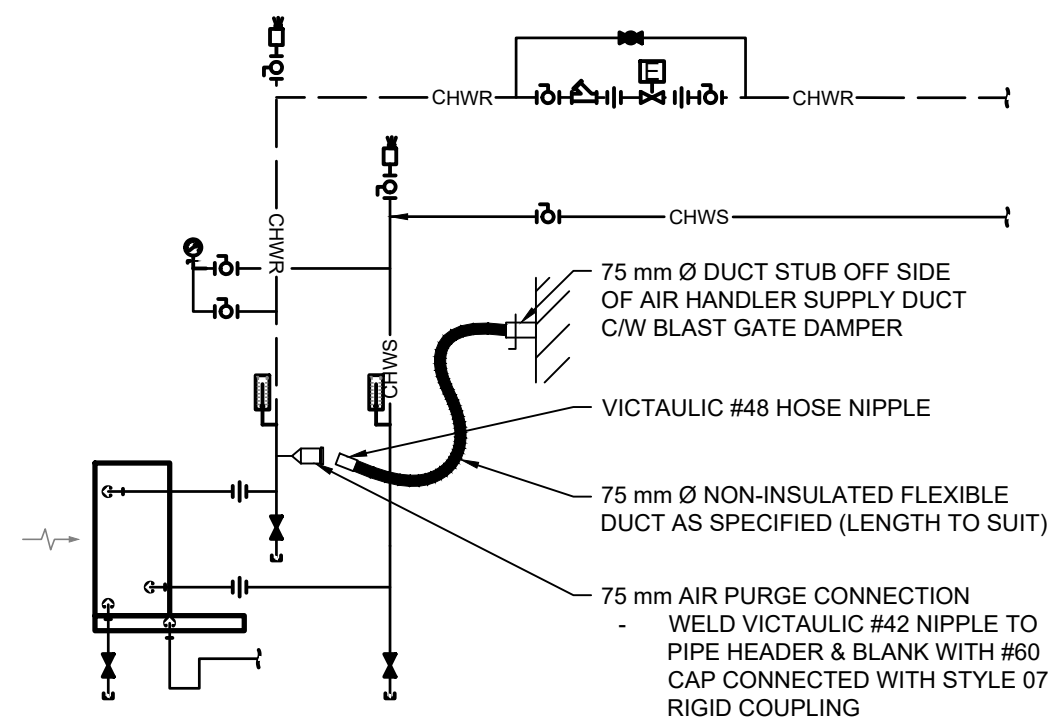 CHWR
CHWR
CHWS
CHWR
CHWS
75 mm Ø DUCT STUB OFF SIDE
OF AIR HANDLER SUPPLY DUCT
C/W BLAST GATE DAMPER
VICTAULIC #48 HOSE NIPPLE
75 mm Ø NON-INSULATED FLEXIBLE
DUCT AS SPECIFIED (LENGTH TO SUIT)
75 mm AIR PURGE CONNECTION
- WELD VICTAULIC #42 NIPPLE TO
PIPE HEADER & BLANK WITH #60
CAP CONNECTED WITH STYLE 07
RIGID COUPLING